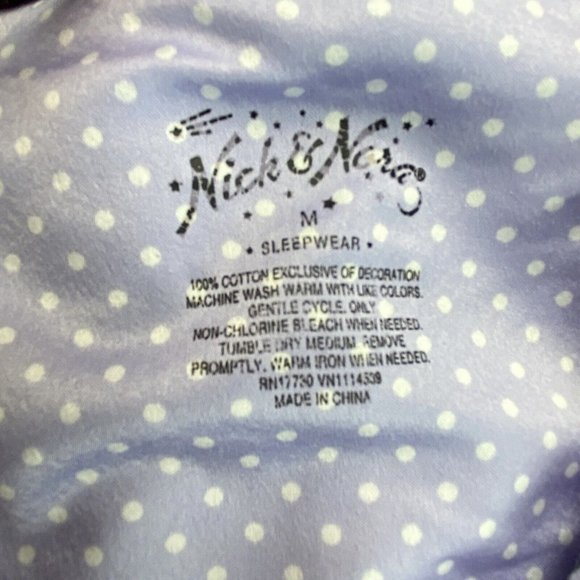 Nick & Nora®
M
• SLEEPWEAR •
100% COTTON EXCLUSIVE OF DECORATION
MACHINE WASH WARM WITH LIKE COLORS.
GENTLE CYCLE. ONLY
NON-CHLORINE BLEACH WHEN NEEDED.
TUMBLE DRY MEDIUM. REMOVE
PROMPTLY. WARM IRON WHEN NEEDED.
RN17730 VN1114539
MADE IN CHINA